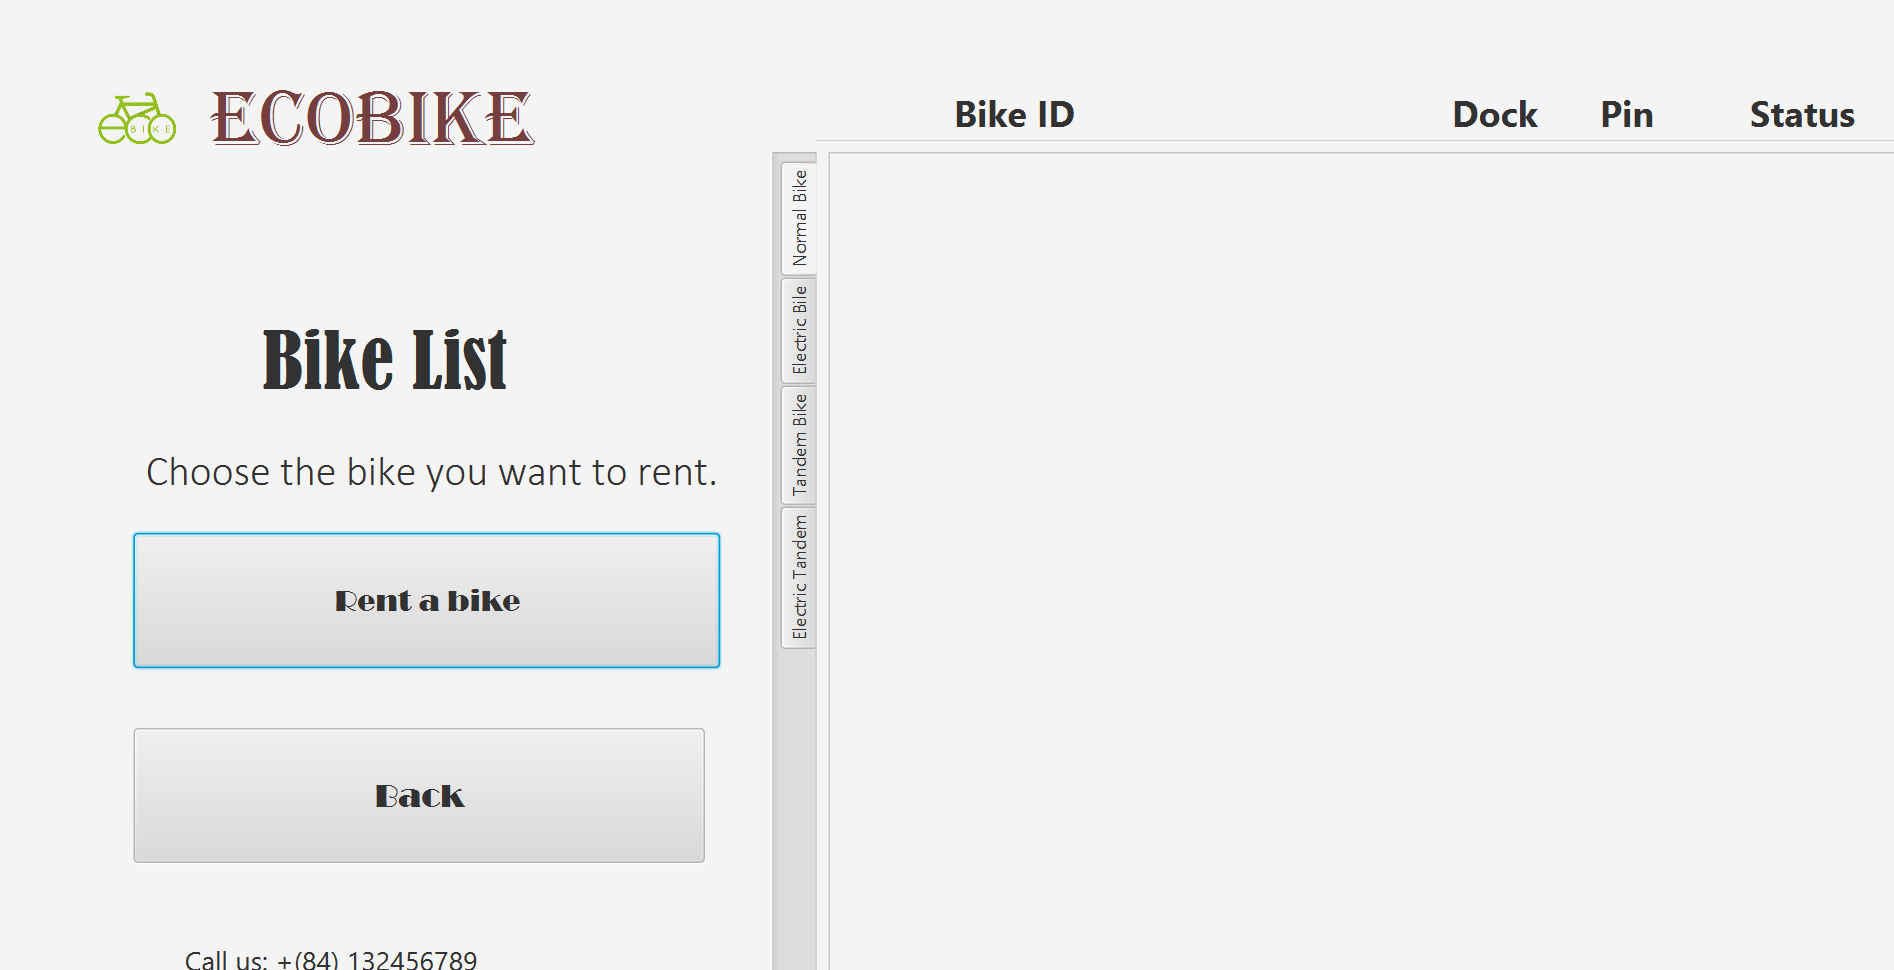 BIKE
ECOBIKE
Bike List
Choose the bike you want to rent.
Rent a bike
Back
Call us: +(84) 132456789
Bike ID Dock Pin Status
Normal Bike
Electric Bile
Tandem Bike
Electric Tandem